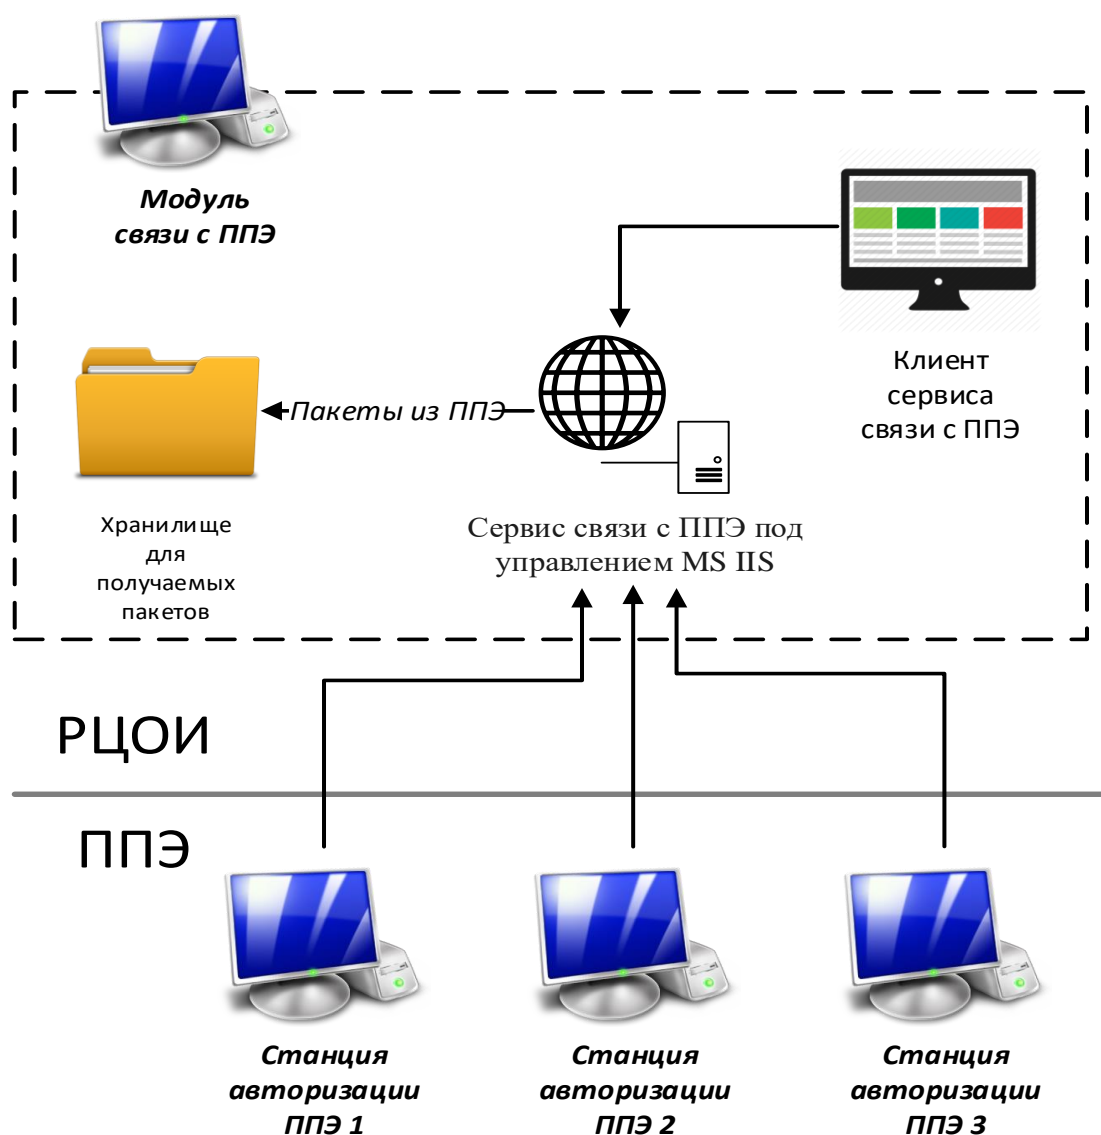 Модуль
связи с ППЭ
Клиент
сервиса
связи с ППЭ
Пакеты из ППЭ
Хранилище
для
получаемых
пакетов
Сервис связи с ППЭ под
управлением MS IIS
РЦОИ
ППЭ
Станция
авторизации
ППЭ 1
Станция
авторизации
ППЭ 2
Станция
авторизации
ППЭ 3